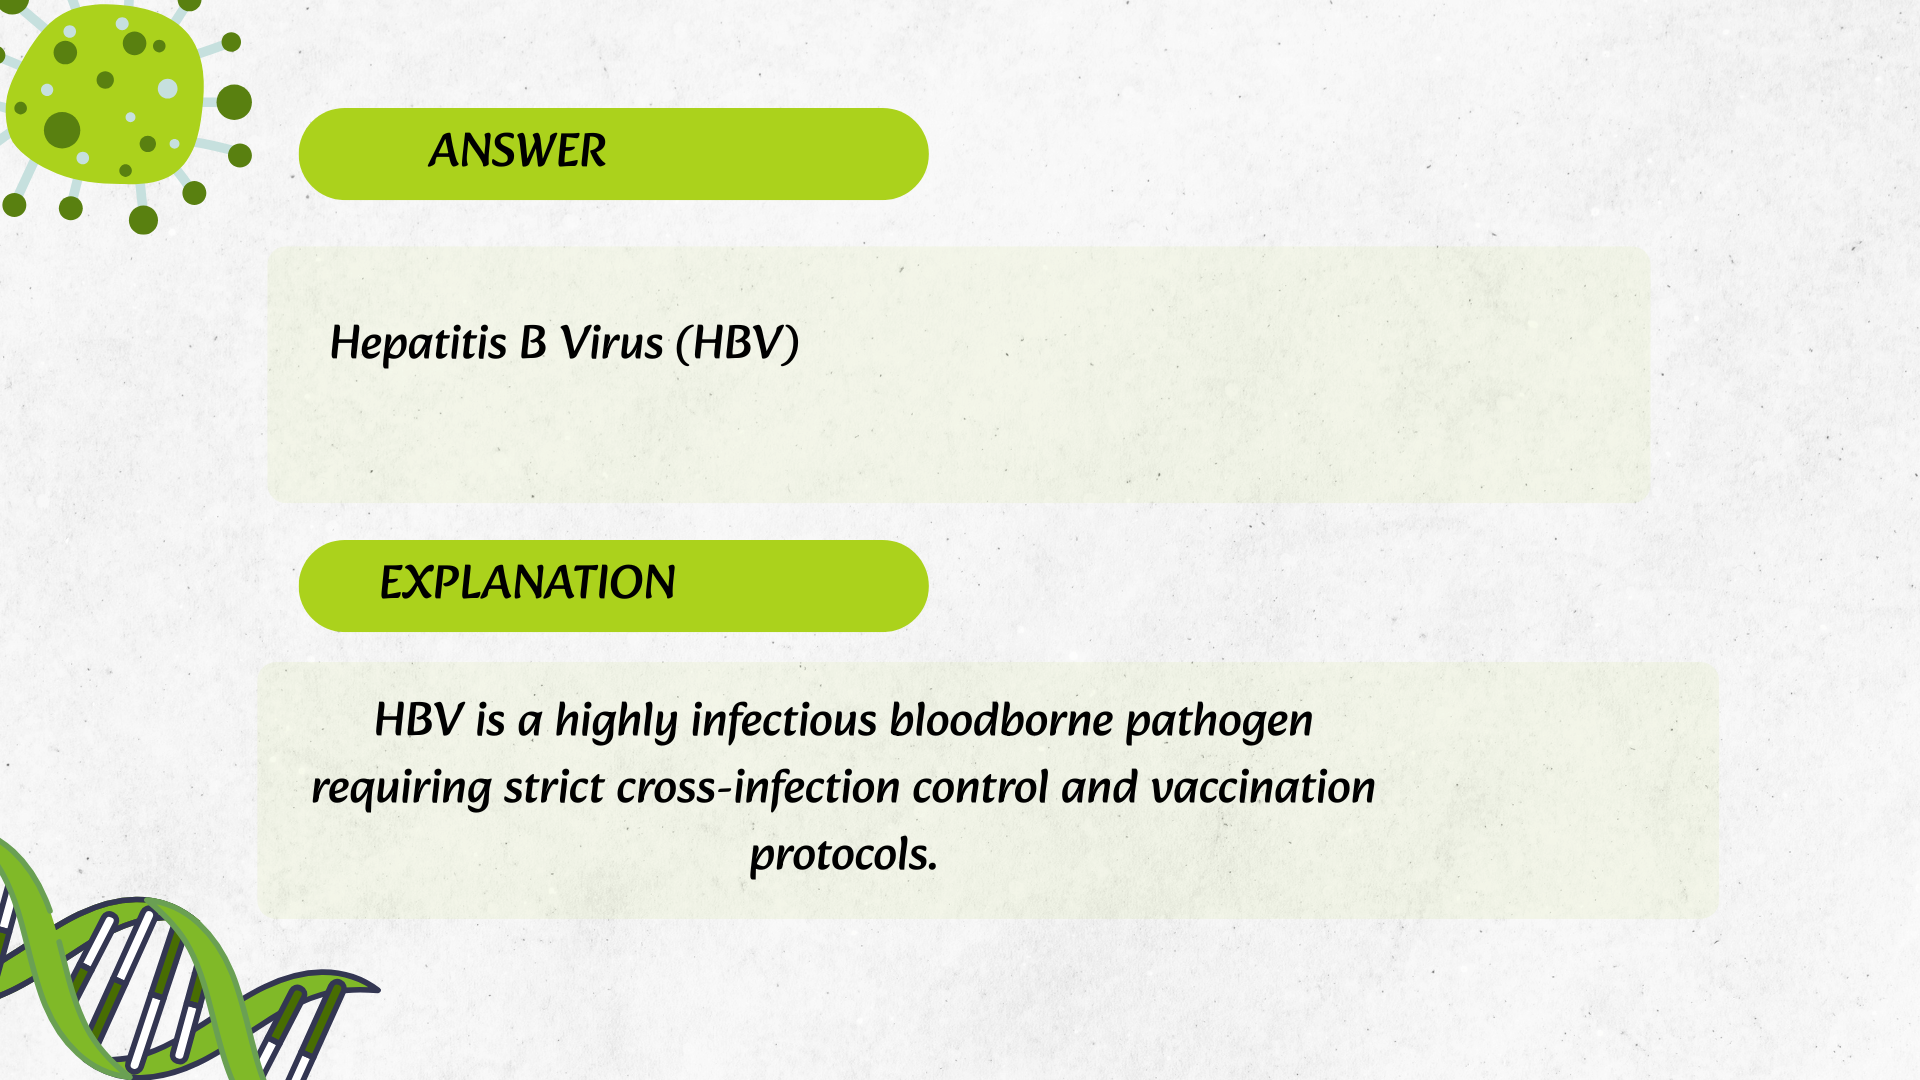 ANSWER
Hepatitis B Virus (HBV)
EXPLANATION
HBV is a highly infectious bloodborne pathogen
requiring strict cross-infection control and vaccination
protocols.